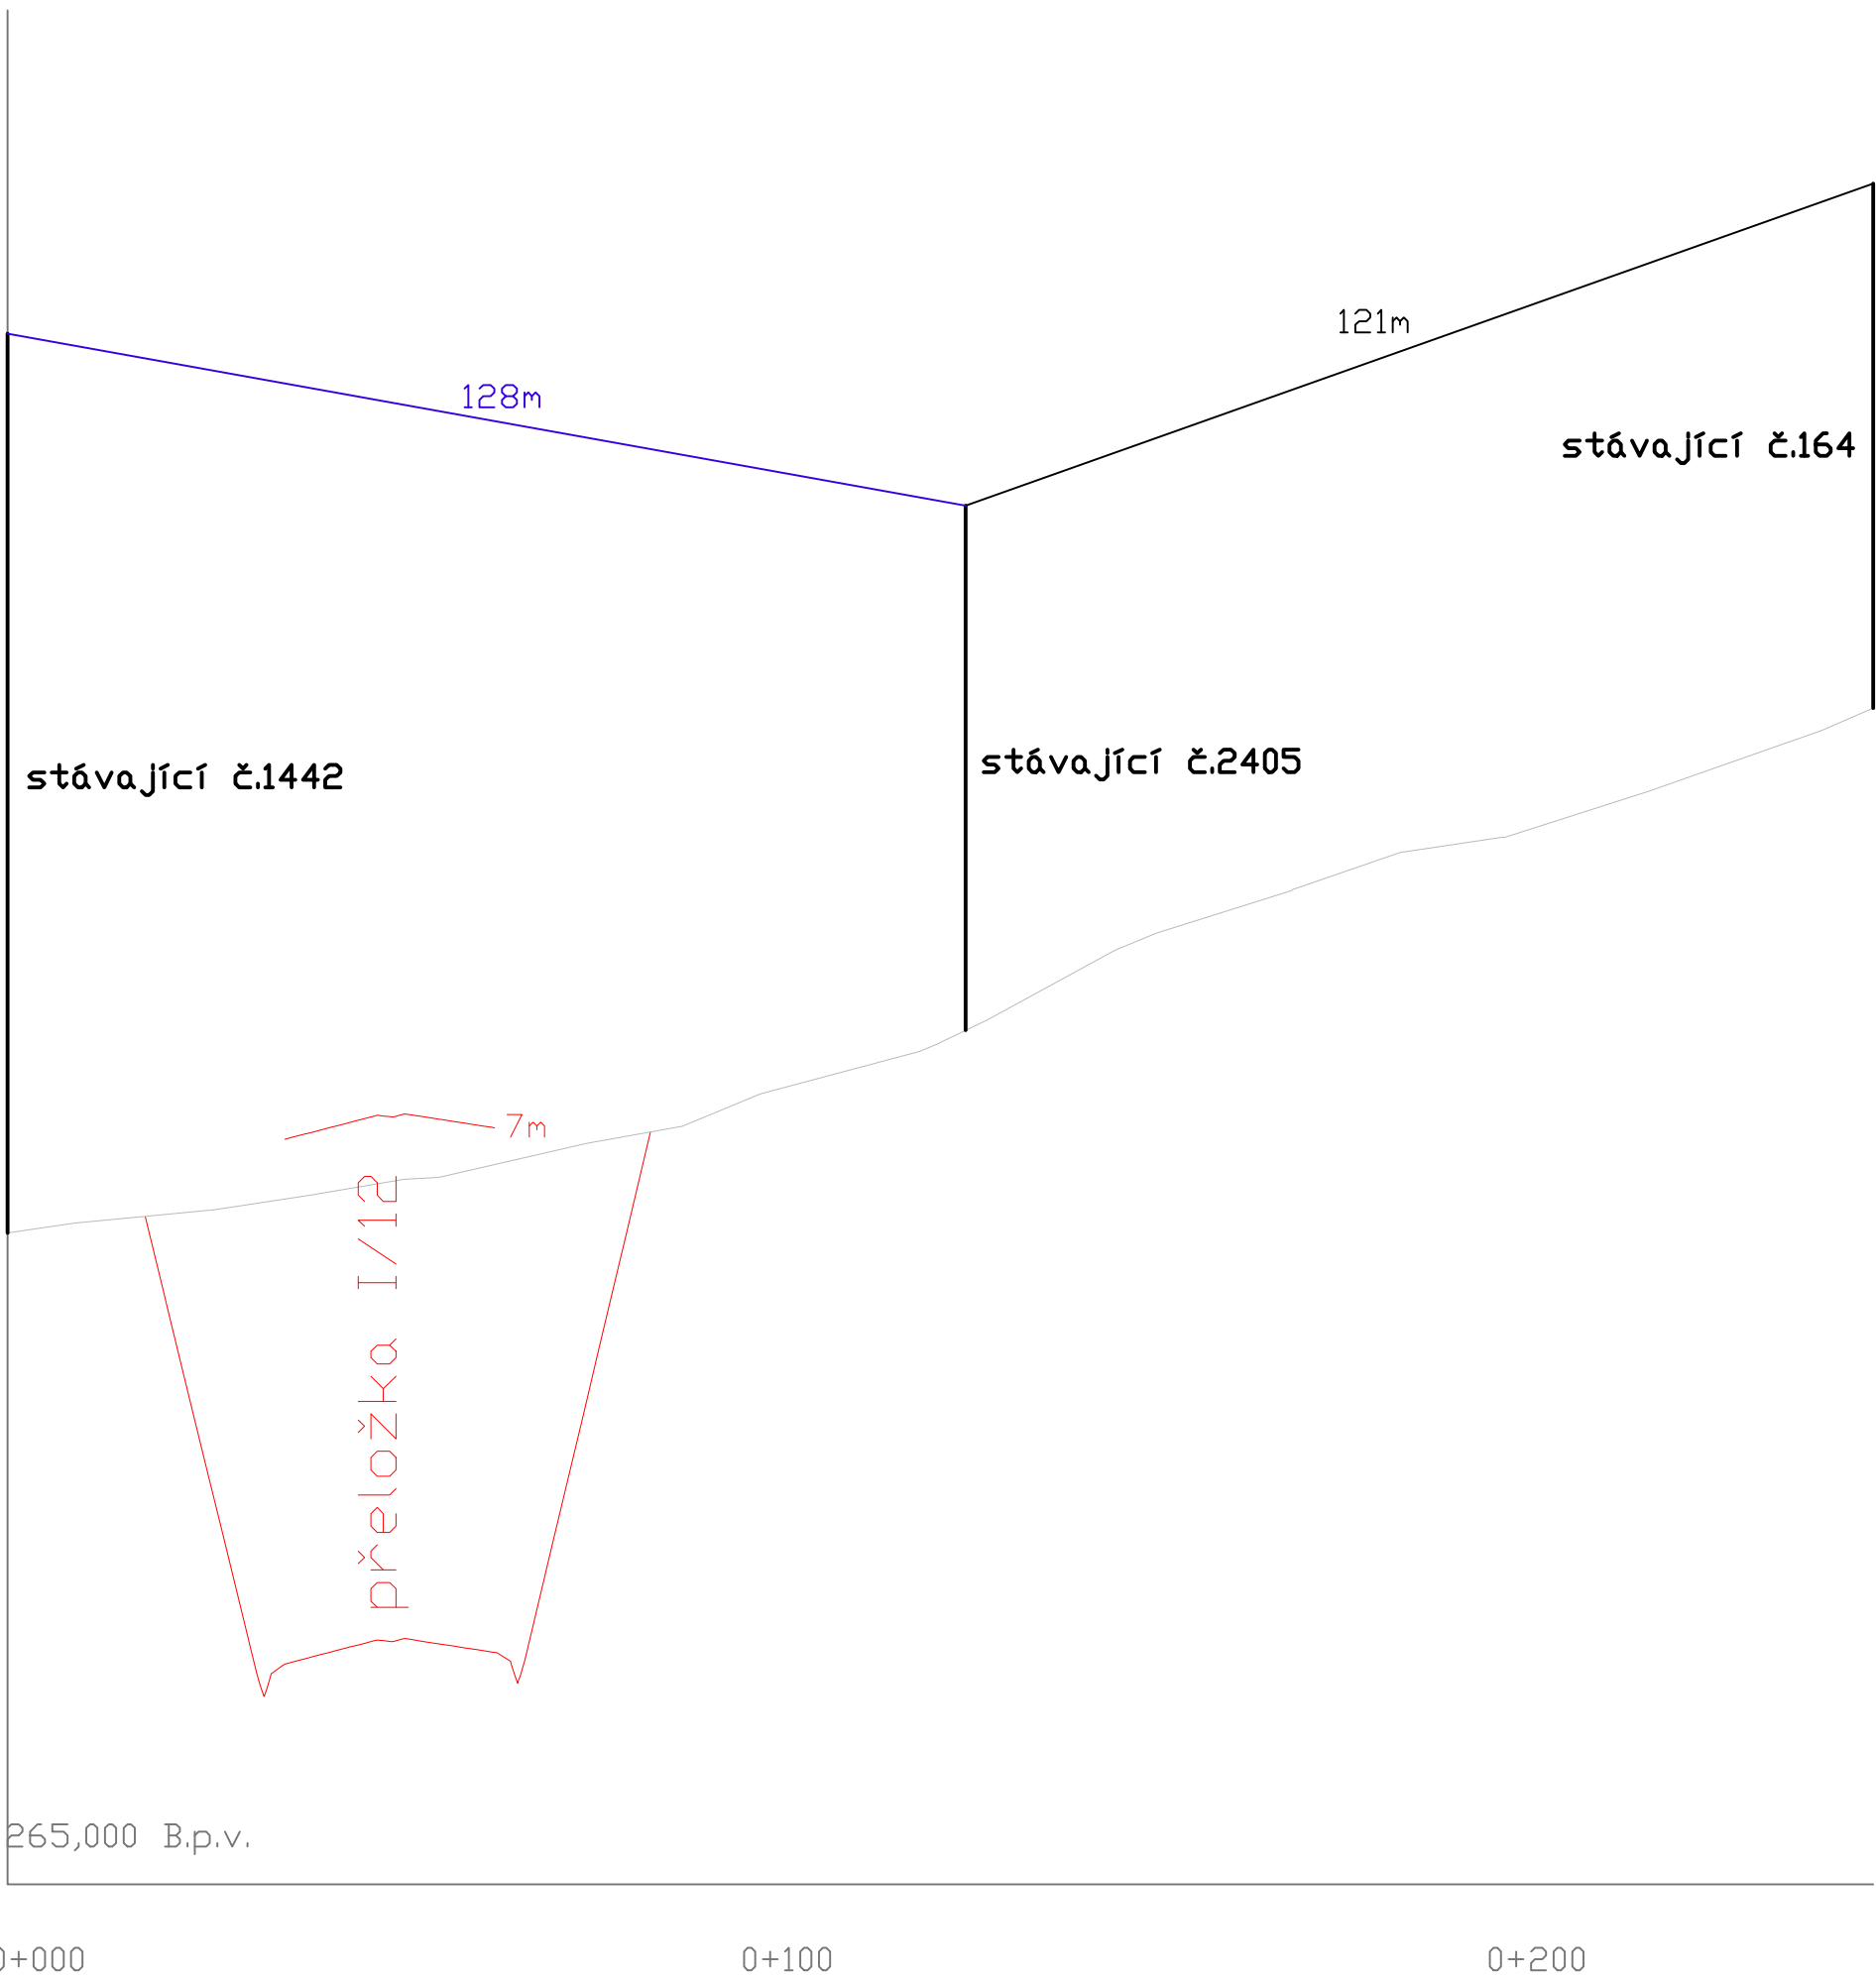 121m
128m
stávající č.164
stávající č.2405
stávající č.1442
7m
přeložka I/12
265,000 B.p.v.
0+000
0+100
0+200